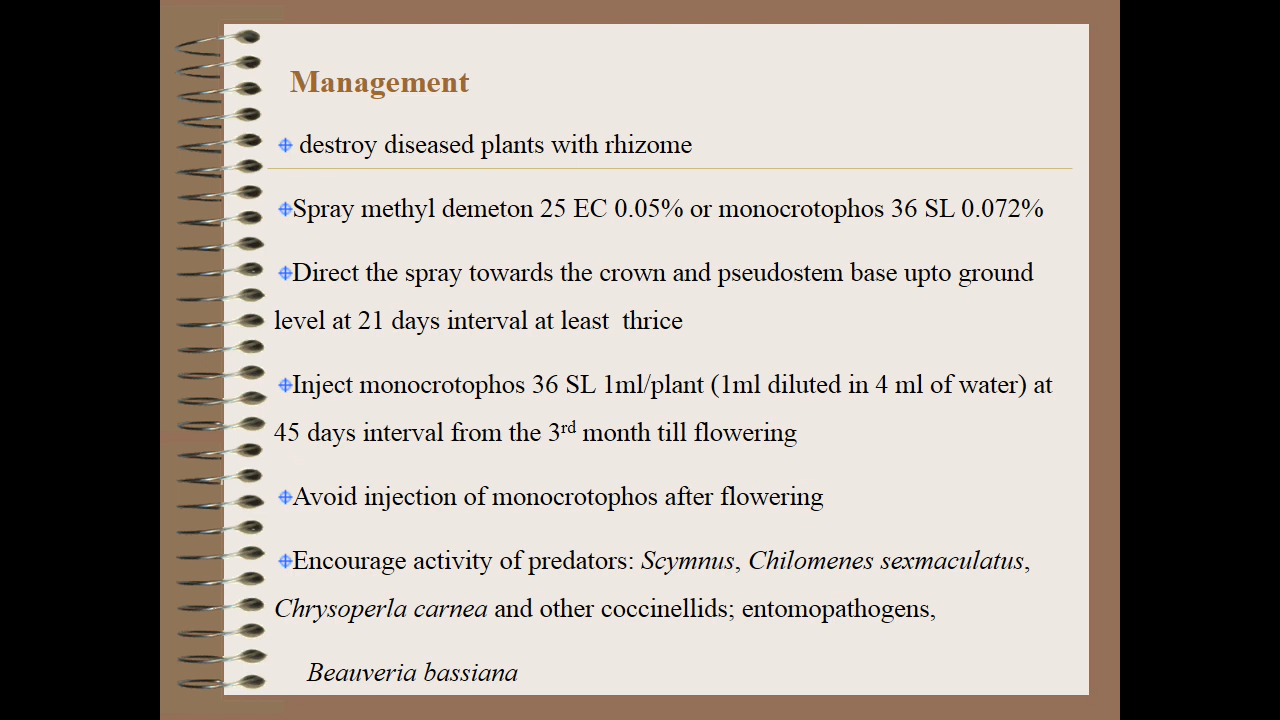 Management
destroy diseased plants with rhizome
Spray methyl demeton 25 EC 0.05% or monocrotophos 36 SL 0.072%
Direct the spray towards the crown and pseudostem base upto ground
level at 21 days interval at least  thrice
Inject monocrotophos 36 SL 1ml/plant (1ml diluted in 4 ml of water) at
45 days interval from the 3rd month till flowering
Avoid injection of monocrotophos after flowering
Encourage activity of predators: Scymnus, Chilomenes sexmaculatus,
Chrysoperla carnea and other coccinellids; entomopathogens,
Beauveria bassiana